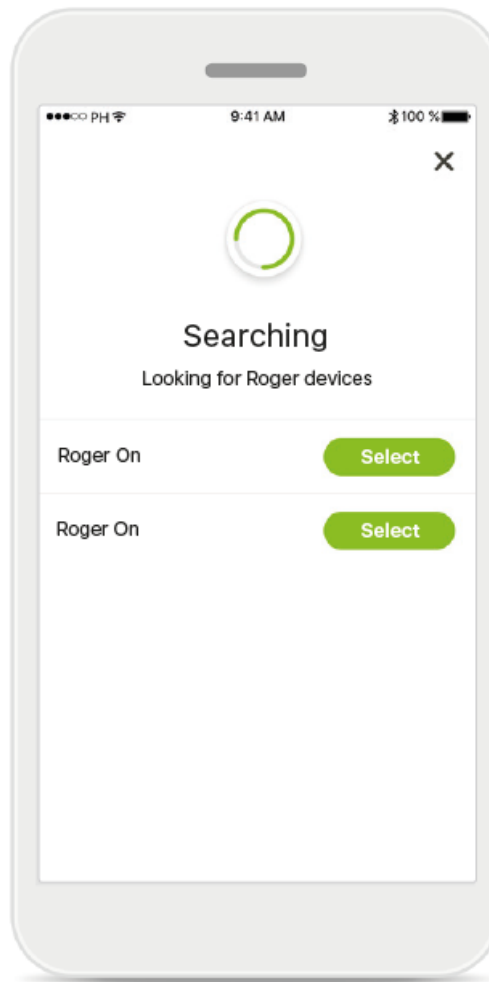 PH 9:41 AM 100 %
Searching
Looking for Roger devices
Roger On Select
Roger On Select